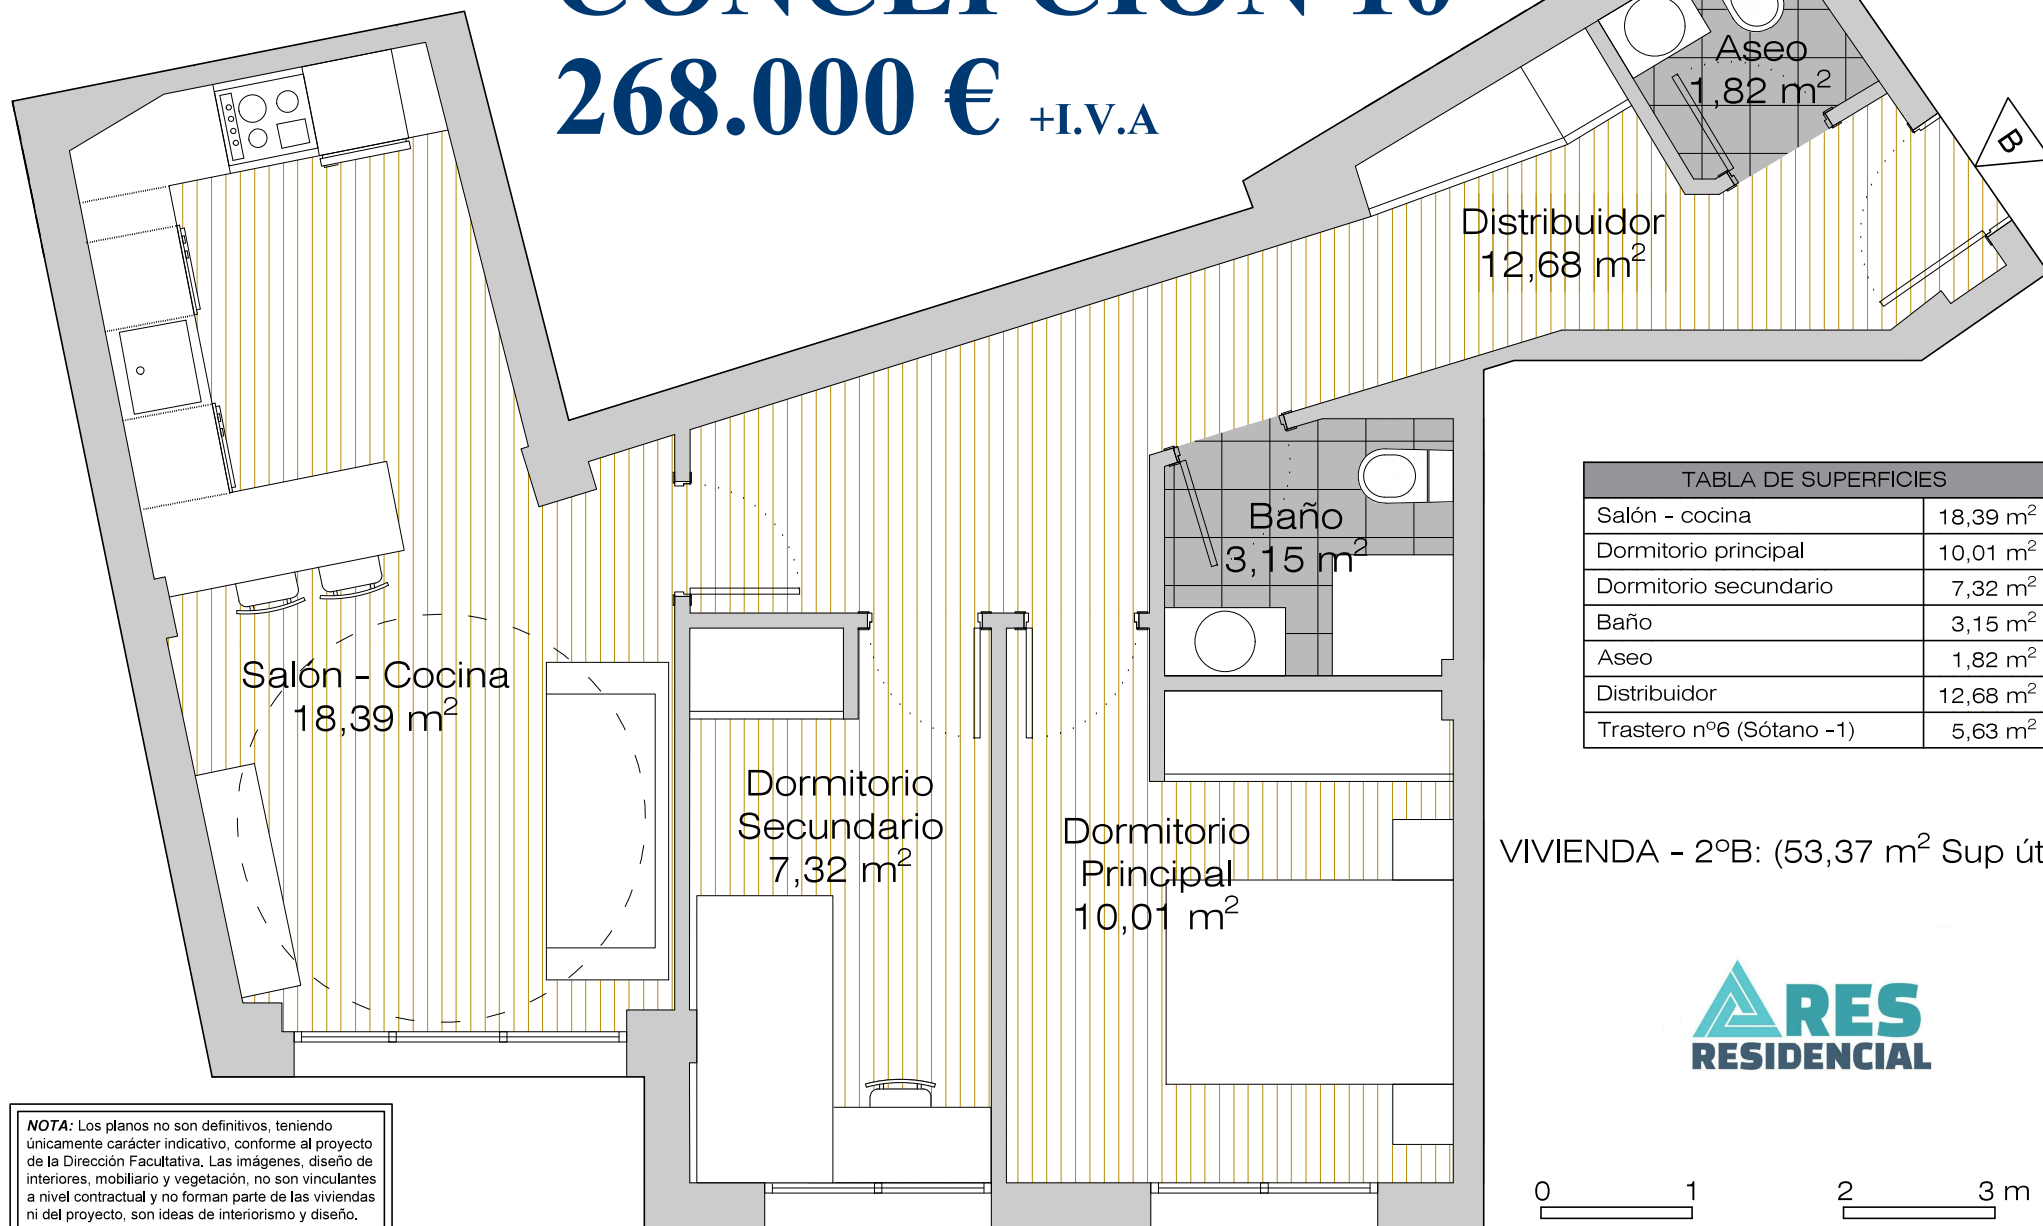 CONCEPCIÓN 10
268.000 € +I.V.A
Aseo
1,82 m²
B
Distribuidor
12,68 m²
Baño
3,15 m²
Salón - Cocina
18,39 m²
Dormitorio
Secundario
7,32 m²
Dormitorio
Principal
10,01 m²
TABLA DE SUPERFICIES
Salón - cocina 18,39 m²
Dormitorio principal 10,01 m²
Dormitorio secundario 7,32 m²
Baño 3,15 m²
Aseo 1,82 m²
Distribuidor 12,68 m²
Trastero nº6 (Sótano -1) 5,63 m²
VIVIENDA - 2ºB: (53,37 m² Sup út
ARES
RESIDENCIAL
NOTA: Los planos no son definitivos, teniendo
únicamente carácter indicativo, conforme al proyecto
de la Dirección Facultativa. Las imágenes, diseño de
interiores, mobiliario y vegetación, no son vinculantes
a nivel contractual y no forman parte de las viviendas
ni del proyecto, son ideas de interiorismo y diseño.
0 1 2 3 m